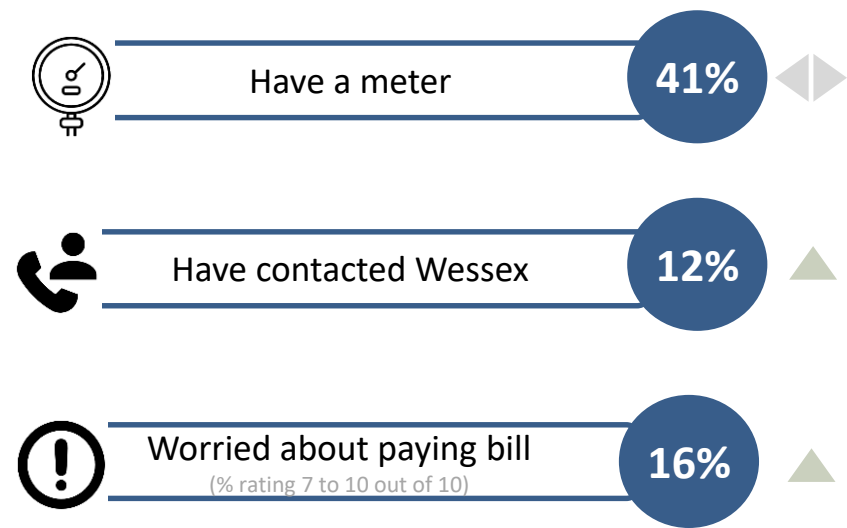 Have a meter
41%
Have contacted Wessex
12%
Worried about paying bill
(% rating 7 to 10 out of 10)
16%